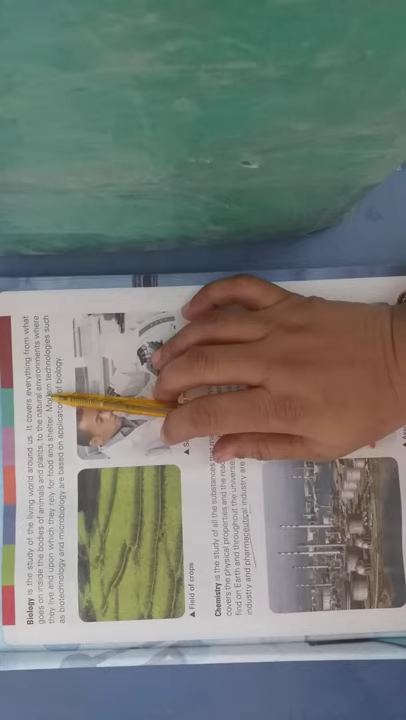 Biology is the study of the living world around us. It covers everything from what
goes on inside the bodies of animals and plants, to the natural environments where
they live and upon which they rely for food and shelter. Modern technologies such
as biotechnology and microbiology are based on application of biology.
▲ Field of crops
▲ S
Chemistry is the study of all the substances
covers the physical properties and the
find on Earth and throughout the universe
industry and pharmaceutical industry are